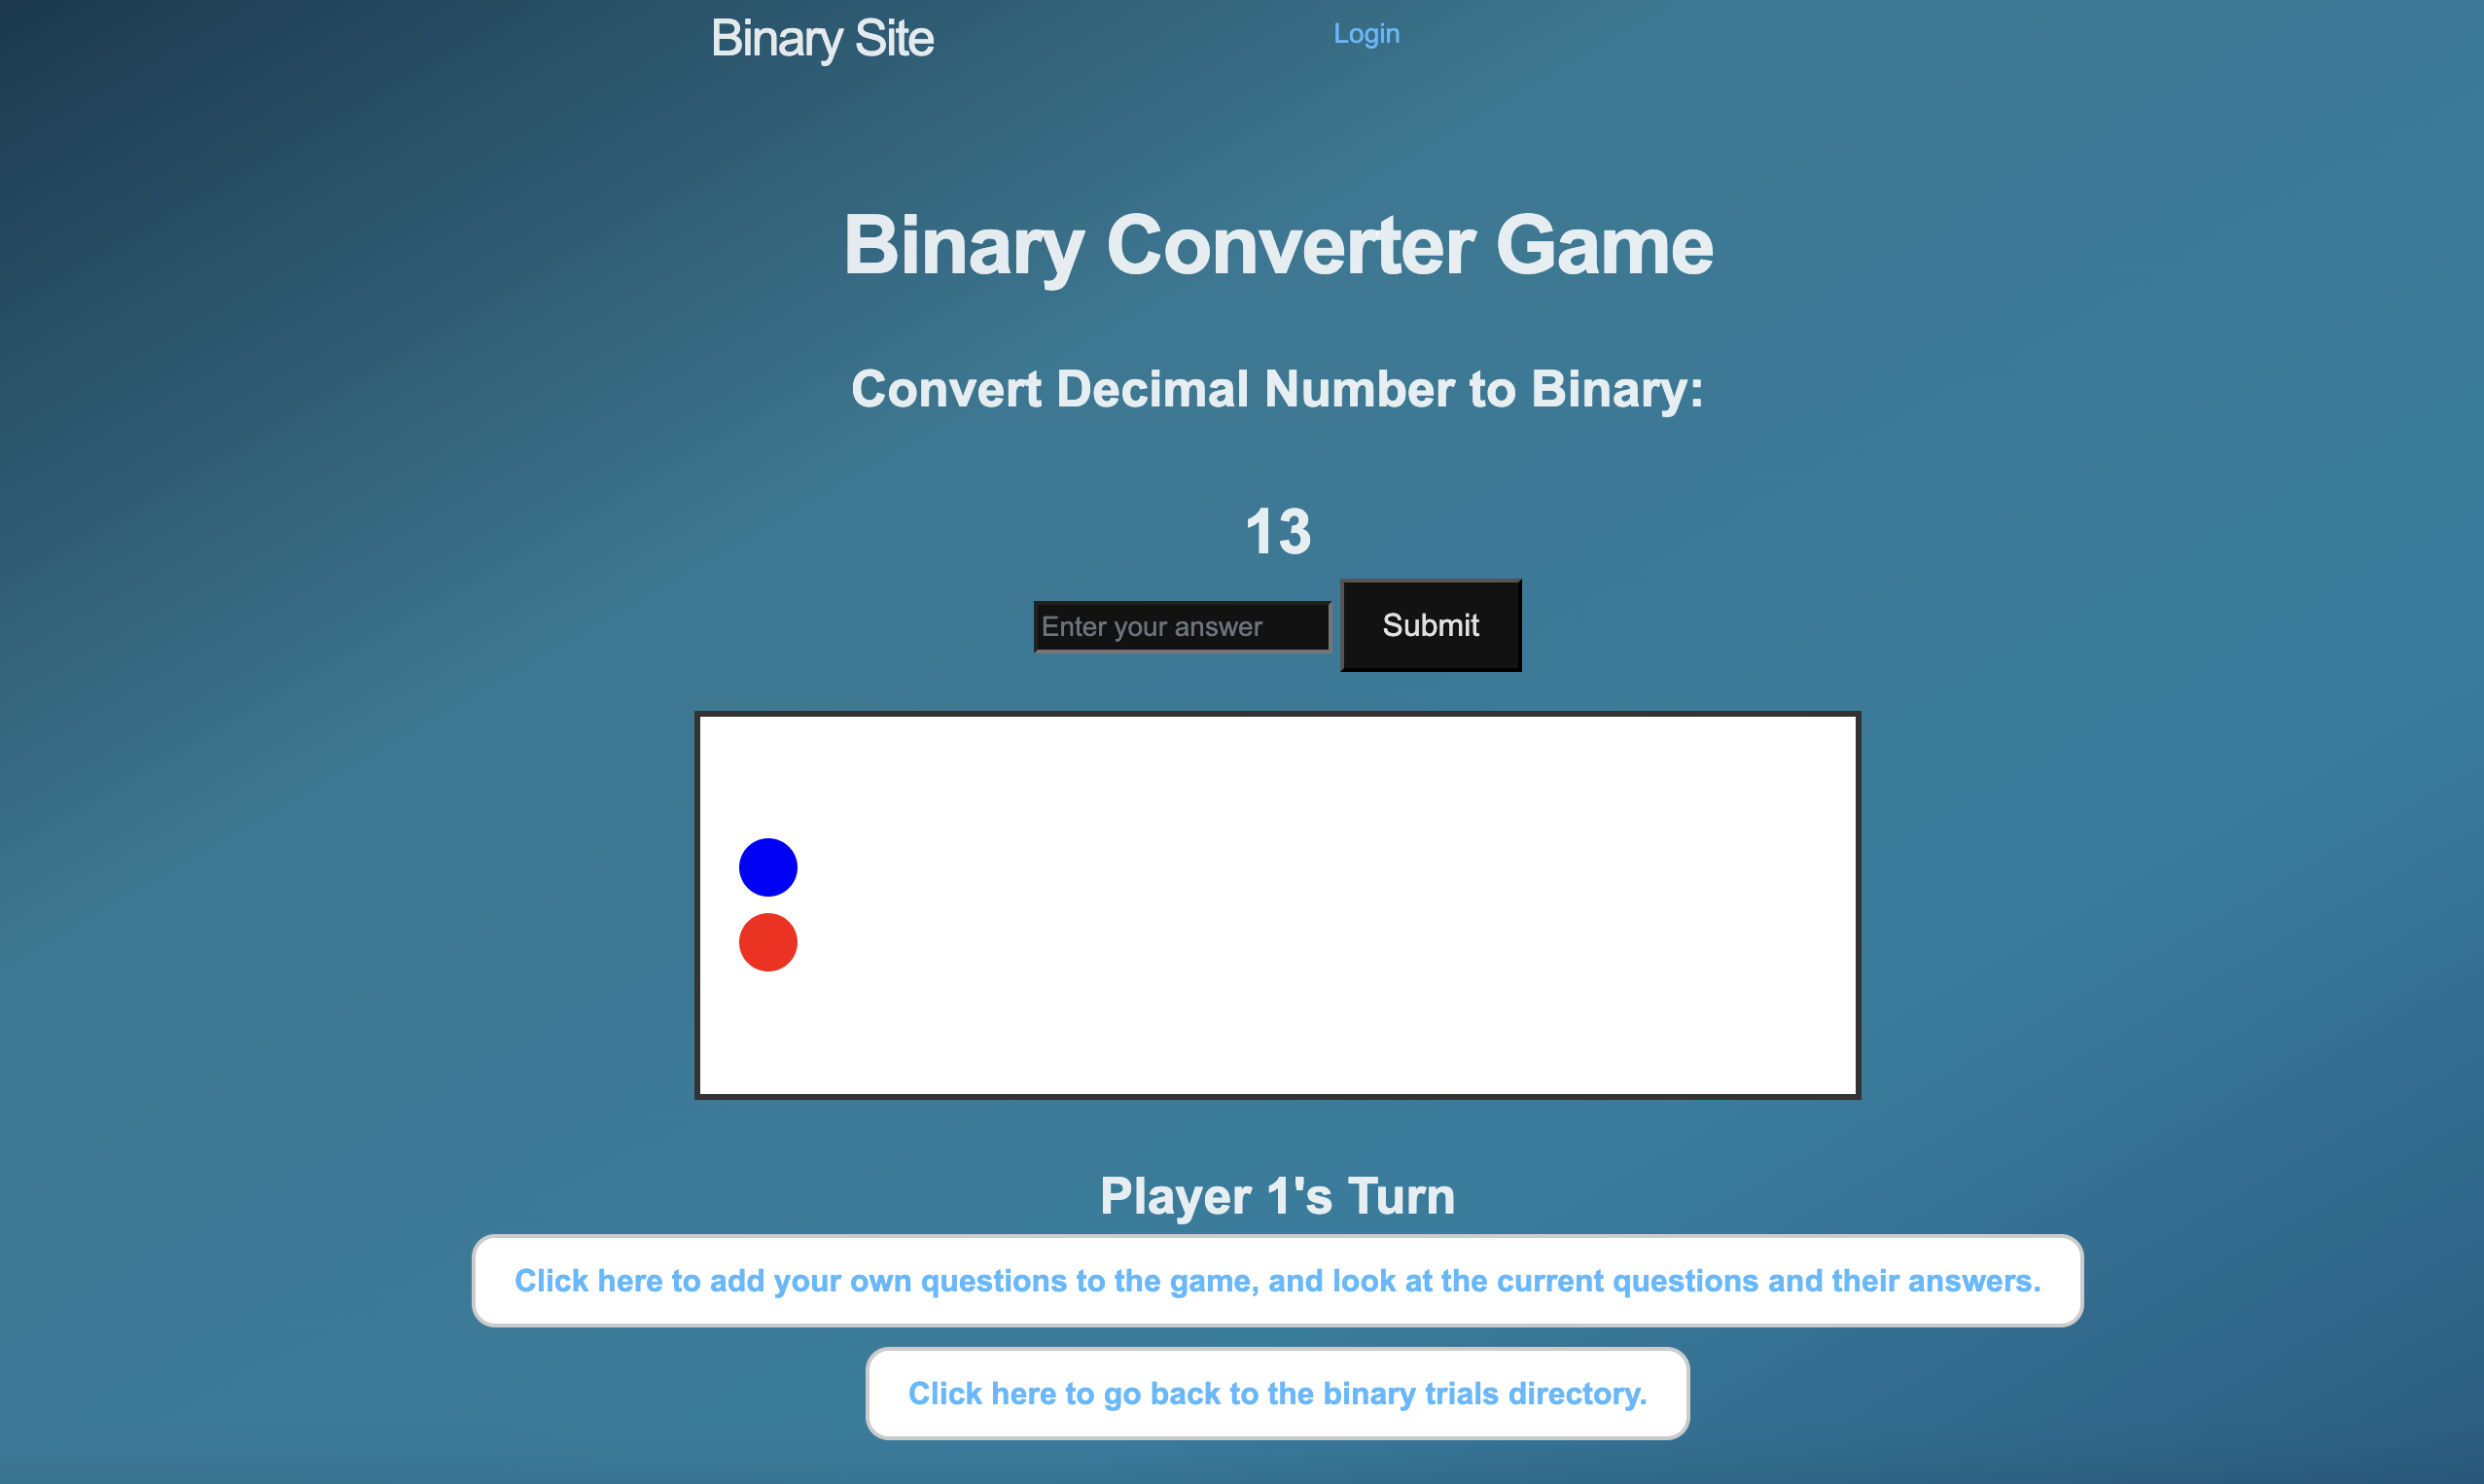 Binary Site
Login
Binary Converter Game
Convert Decimal Number to Binary:
13
Enter your answer
Submit
Player 1's Turn
Click here to add your own questions to the game, and look at the current questions and their answers.
Click here to go back to the binary trials directory.